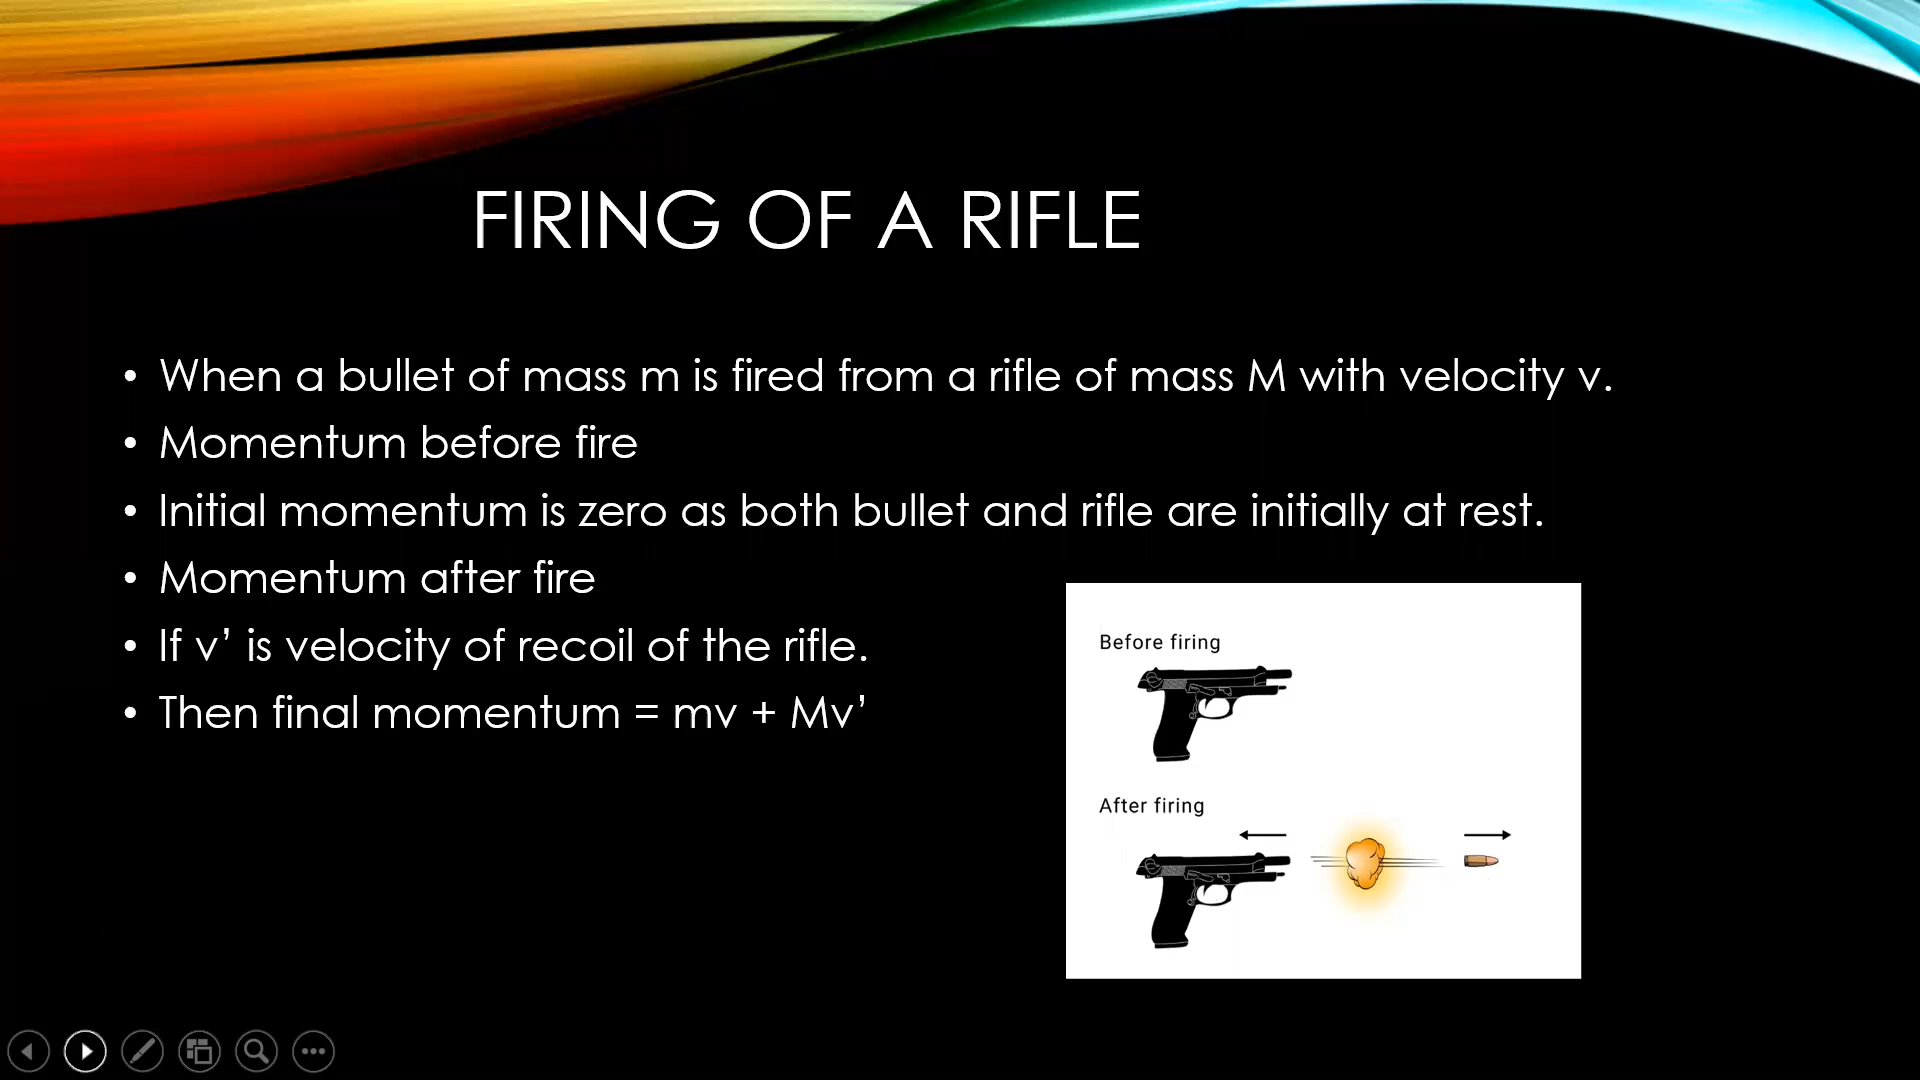 FIRING OF A RIFLE
• When a bullet of mass m is fired from a rifle of mass M with velocity v.
• Momentum before fire
• Initial momentum is zero as both bullet and rifle are initially at rest.
• Momentum after fire
• If v’ is velocity of recoil of the rifle.
• Then final momentum = mv + Mv’
Before firing
After firing